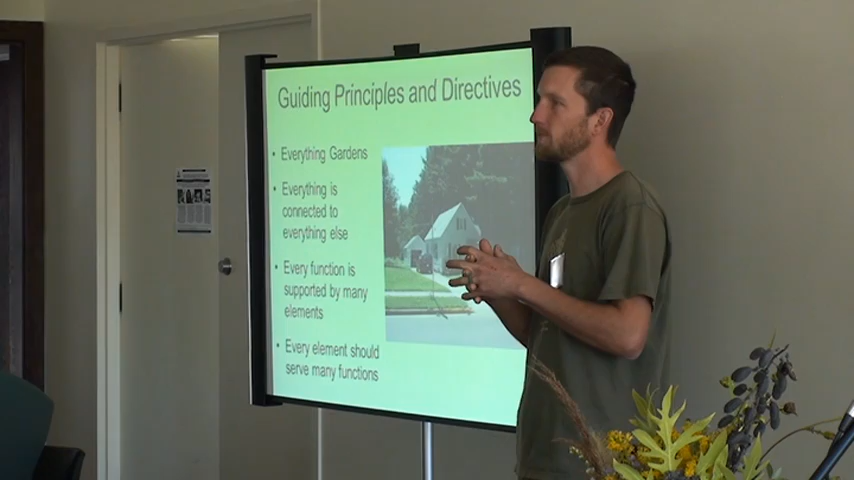 Guiding Principles and Directives
• Everything Gardens
• Everything is
connected to
everything else
• Every function is
supported by many
elements
• Every element should
serve many functions